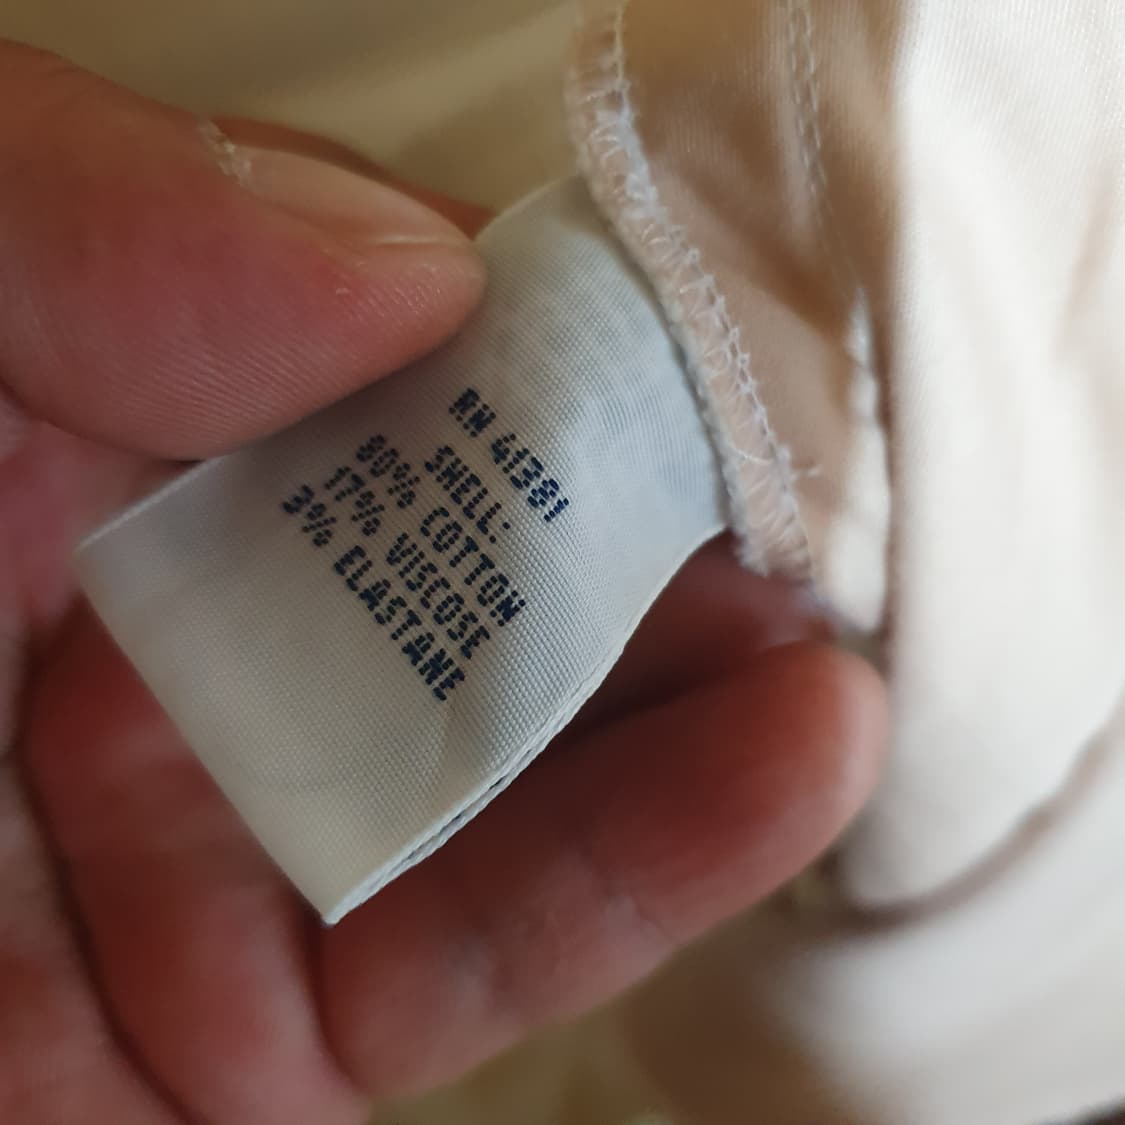 RN 41381
SHELL:
80% COTTON
17% VISCOSE
3% ELASTANE